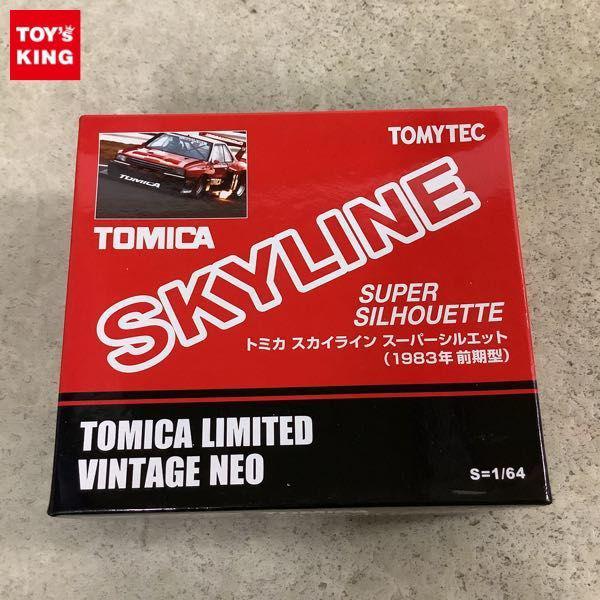 TOY's
KING
TOMYTEC
TOMICA
TOMICA
SKYLINE
SUPER
SILHOUETTE
トミカ スカイライン スーパーシルエット
(1983年 前期型)
TOMICA LIMITED
VINTAGE NEO
S=1/64